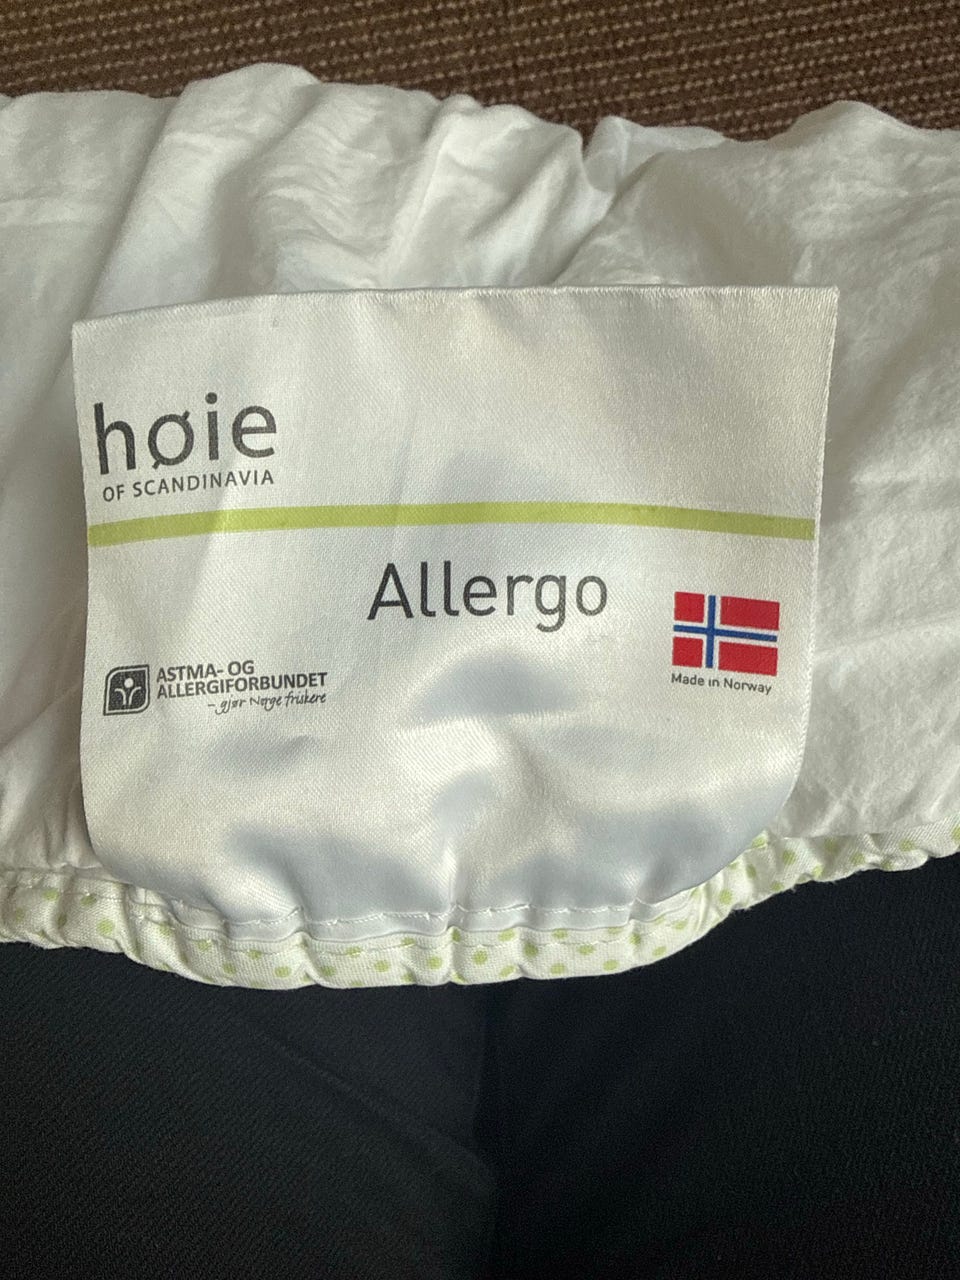 høie
OF SCANDINAVIA
Allergo
ASTMA- OG
ALLERGIFORBUNDET
- gjør Norge friskere
Made in Norway